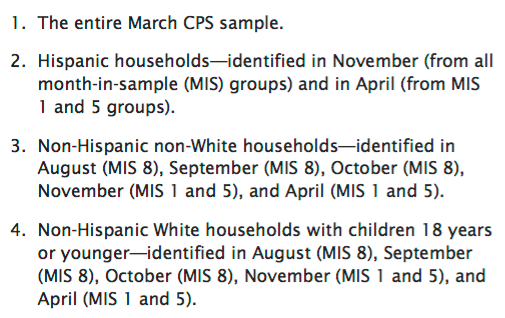 1. The entire March CPS sample.
2. Hispanic households—identified in November (from all
month-in-sample (MIS) groups) and in April (from MIS
1 and 5 groups).
3. Non-Hispanic non-White households—identified in
August (MIS 8), September (MIS 8), October (MIS 8),
November (MIS 1 and 5), and April (MIS 1 and 5).
4. Non-Hispanic White households with children 18 years
or younger—identified in August (MIS 8), September
(MIS 8), October (MIS 8), November (MIS 1 and 5), and
April (MIS 1 and 5).